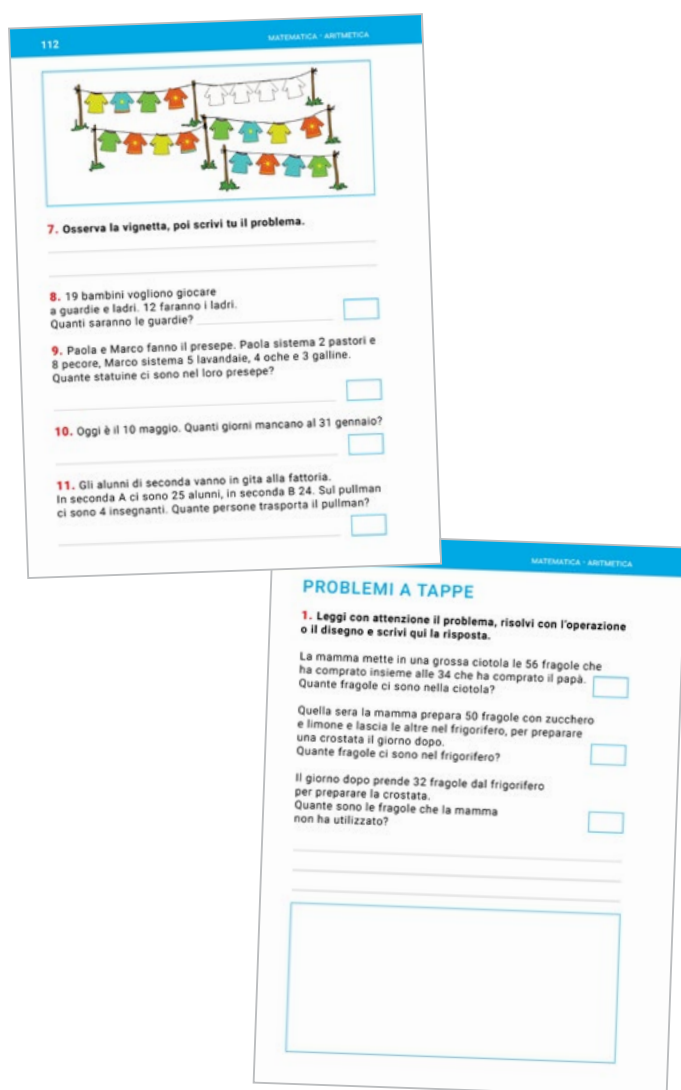 112
MATEMATICA • ARITMETICA
7. Osserva la vignetta, poi scrivi tu il problema.
8. 19 bambini vogliono giocare
a guardie e ladri. 12 faranno i ladri.
Quanti saranno le guardie?
9. Paola e Marco fanno il presepe. Paola sistema 2 pastori e
8 pecore, Marco sistema 5 lavandaie, 4 oche e 3 galline.
Quante statuine ci sono nel loro presepe?
10. Oggi è il 10 maggio. Quanti giorni mancano al 31 gennaio?
11. Gli alunni di seconda vanno in gita alla fattoria.
In seconda A ci sono 25 alunni, in seconda B 24. Sul pullman
ci sono 4 insegnanti. Quante persone trasporta il pullman?
MATEMATICA • ARITMETICA
PROBLEMI A TAPPE
1. Leggi con attenzione il problema, risolvi con l'operazione
o il disegno e scrivi qui la risposta.
La mamma mette in una grossa ciotola le 56 fragole che
ha comprato insieme alle 34 che ha comprato il papà.
Quante fragole ci sono nella ciotola?
Quella sera la mamma prepara 50 fragole con zucchero
e limone e lascia le altre nel frigorifero, per preparare
una crostata il giorno dopo.
Quante fragole ci sono nel frigorifero?
Il giorno dopo prende 32 fragole dal frigorifero
per preparare la crostata.
Quante sono le fragole che la mamma
non ha utilizzato?